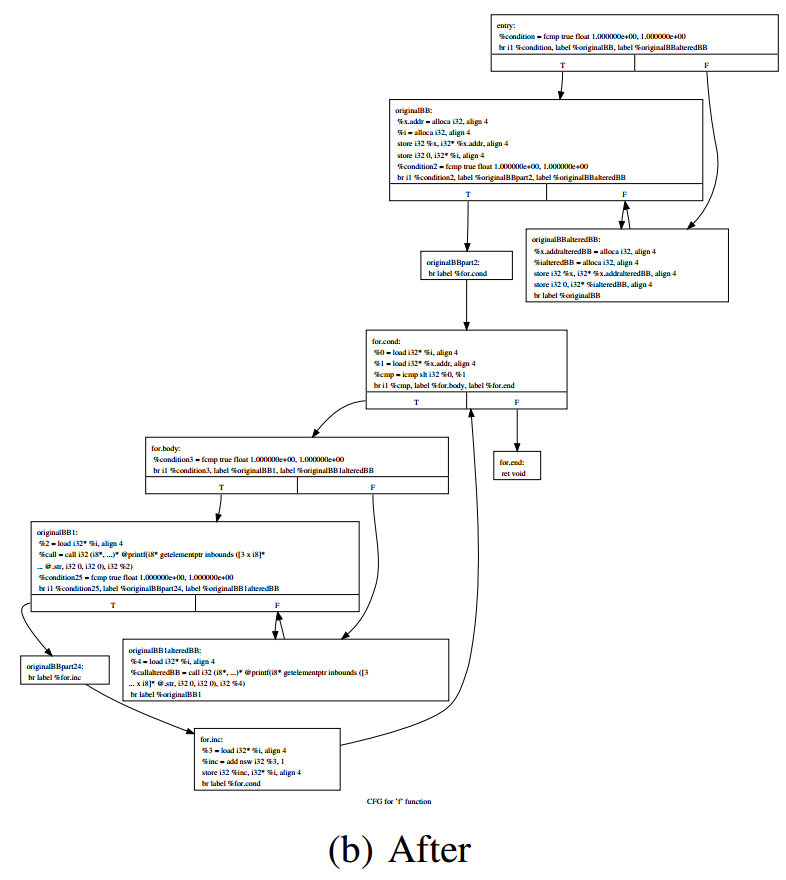 entry:
%condition = fcmp true float 1.000000e+00, 1.000000e+00
br i1 %condition, label %originalBB, label %originalBBalteredBB
T F
originalBB:
%x.addr = alloca i32, align 4
%i = alloca i32, align 4
store i32 %x, i32* %x.addr, align 4
store i32 0, i32* %i, align 4
%condition2 = fcmp true float 1.000000e+00, 1.000000e+00
br i1 %condition2, label %originalBBpart2, label %originalBBalteredBB
T F
originalBBalteredBB:
%x.addralteredBB = alloca i32, align 4
%ialteredBB = alloca i32, align 4
store i32 %x, i32* %x.addralteredBB, align 4
store i32 0, i32* %ialteredBB, align 4
br label %originalBB
originalBBpart2:
br label %for.cond
for.cond:
%0 = load i32* %i, align 4
%1 = load i32* %x.addr, align 4
%cmp = icmp slt i32 %0, %1
br i1 %cmp, label %for.body, label %for.end
T F
for.body:
%condition3 = fcmp true float 1.000000e+00, 1.000000e+00
br i1 %condition3, label %originalBB1, label %originalBB1alteredBB
T F
for.end:
ret void
originalBB1:
%2 = load i32* %i, align 4
%call = call i32 (i8*, ...)* @printf(i8* getelementptr inbounds ([3 x i8]*
... @.str, i32 0, i32 0), i32 %2)
%condition25 = fcmp true float 1.000000e+00, 1.000000e+00
br i1 %condition25, label %originalBBpart24, label %originalBB1alteredBB
T F
originalBB1alteredBB:
%4 = load i32* %i, align 4
%callalteredBB = call i32 (i8*, ...)* @printf(i8* getelementptr inbounds ([3
... x i8]* @.str, i32 0, i32 0), i32 %4)
br label %originalBB1
originalBBpart24:
br label %for.inc
for.inc:
%3 = load i32* %i, align 4
%inc = add nsw i32 %3, 1
store i32 %inc, i32* %i, align 4
br label %for.cond
CFG for 'f' function
(b) After